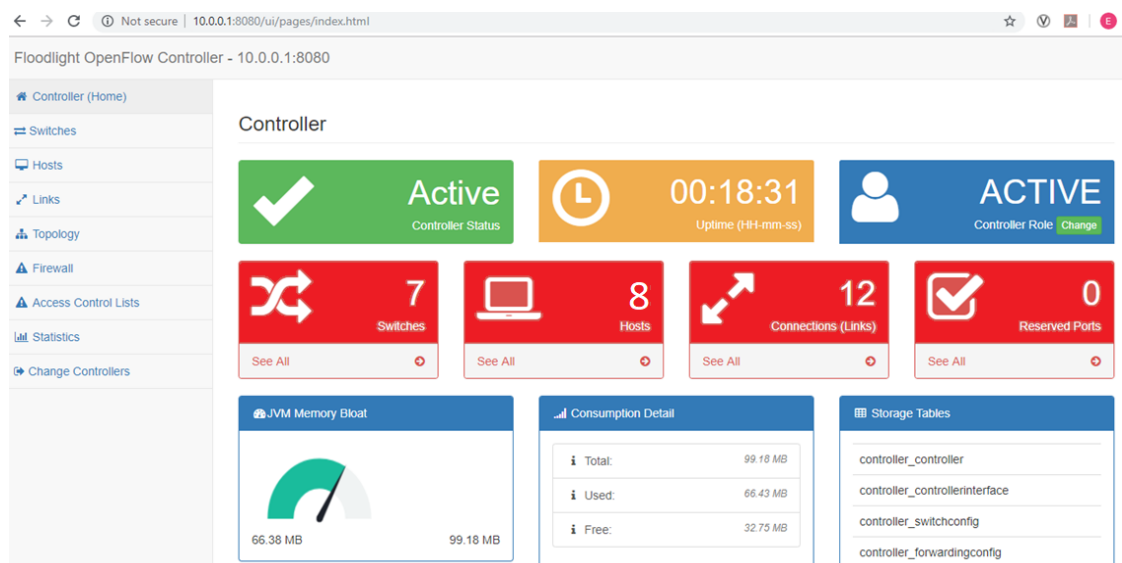 Not secure | 10.0.0.1:8080/ui/pages/index.html
E
Floodlight OpenFlow Controller - 10.0.0.1:8080
Controller (Home)
Switches
Hosts
Links
Topology
Firewall
Access Control Lists
Statistics
Change Controllers
Controller
Active
Controller Status
00:18:31
Uptime (HH-mm-ss)
ACTIVE
Controller Role Change
7
Switches
See All
8
Hosts
See All
12
Connections (Links)
See All
0
Reserved Ports
See All
JVM Memory Bloat
66.38 MB 99.18 MB
Consumption Detail
Total: 99.18 MB
Used: 66.43 MB
Free: 32.75 MB
Storage Tables
controller_controller
controller_controllerinterface
controller_switchconfig
controller_forwardingconfig